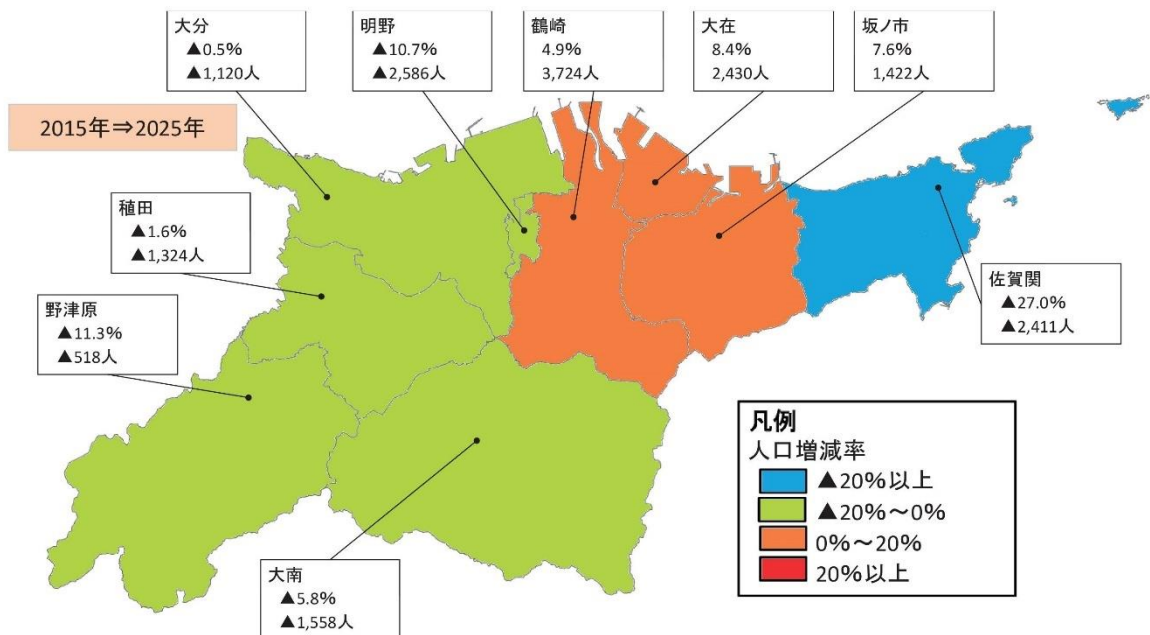 大分
▲0.5%
▲1,120人
明野
▲10.7%
▲2,586人
鶴崎
4.9%
3,724人
大在
8.4%
2,430人
坂ノ市
7.6%
1,422人
2015年⇒2025年
稙田
▲1.6%
▲1,324人
野津原
▲11.3%
▲518人
佐賀関
▲27.0%
▲2,411人
大南
▲5.8%
▲1,558人
凡例
人口増減率
▲20%以上
▲20%～0%
0%～20%
20%以上